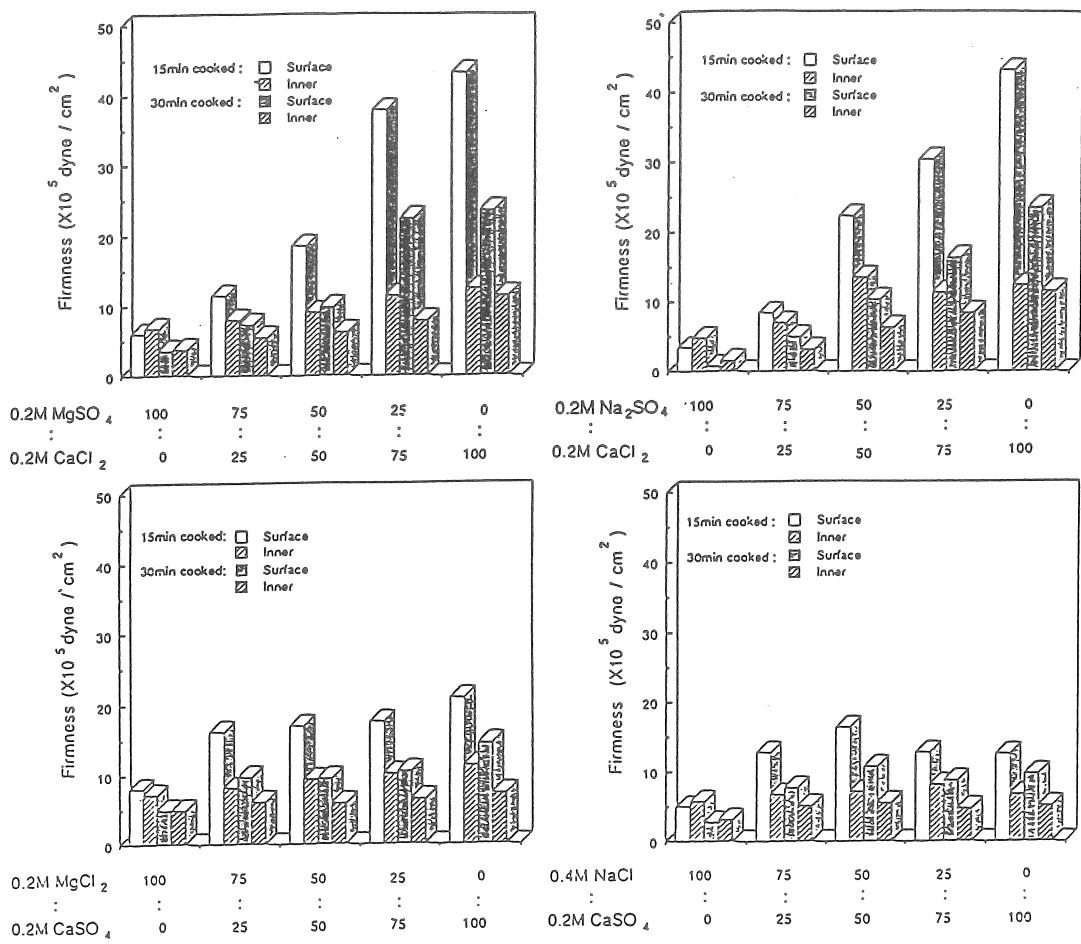 50
40
30
20
10
0
Firmness (X10 5 dyne / cm 2 )
15min cooked : Surface
Inner
30min cooked : Surface
Inner
0.2M MgSO 4 100 75 50 25 0
: : : : : :
0.2M CaCl 2 0 25 50 75 100
50
40
30
20
10
0
Firmness (X10 5 dyne / cm 2 )
15min cooked : Surface
Inner
30min cooked : Surface
Inner
0.2M Na2SO4 100 75 50 25 0
: : : : : :
0.2M CaCl 2 0 25 50 75 100
50
40
30
20
10
0
Firmness (X10 5 dyne / cm 2 )
15min cooked: Surface
Inner
30min cooked : Surface
Inner
0.2M MgCl 2 100 75 50 25 0
: : : : : :
0.2M CaSO 4 0 25 50 75 100
50
40
30
20
10
0
Firmness (X10 5 dyne / cm 2 )
15min cooked : Surface
Inner
30min cooked : Surface
Inner
0.4M NaCl 100 75 50 25 0
: : : : : :
0.2M CaSO 4 0 25 50 75 100